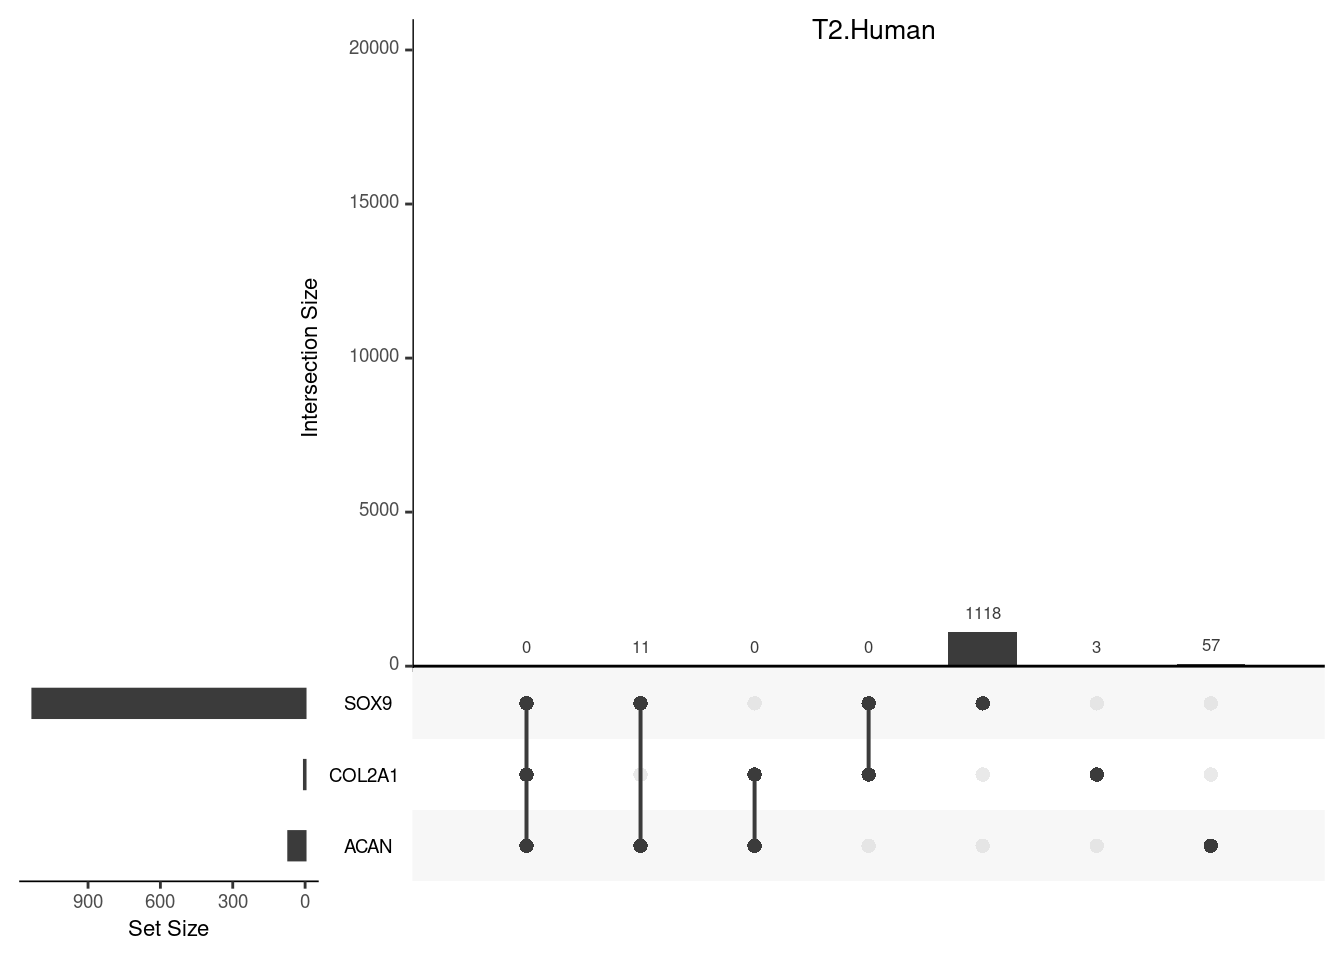 T2.Human
20000
15000
10000
5000
0
Intersection Size
0 11 0 0 1118 3 57
SOX9
COL2A1
ACAN
900 600 300 0
Set Size